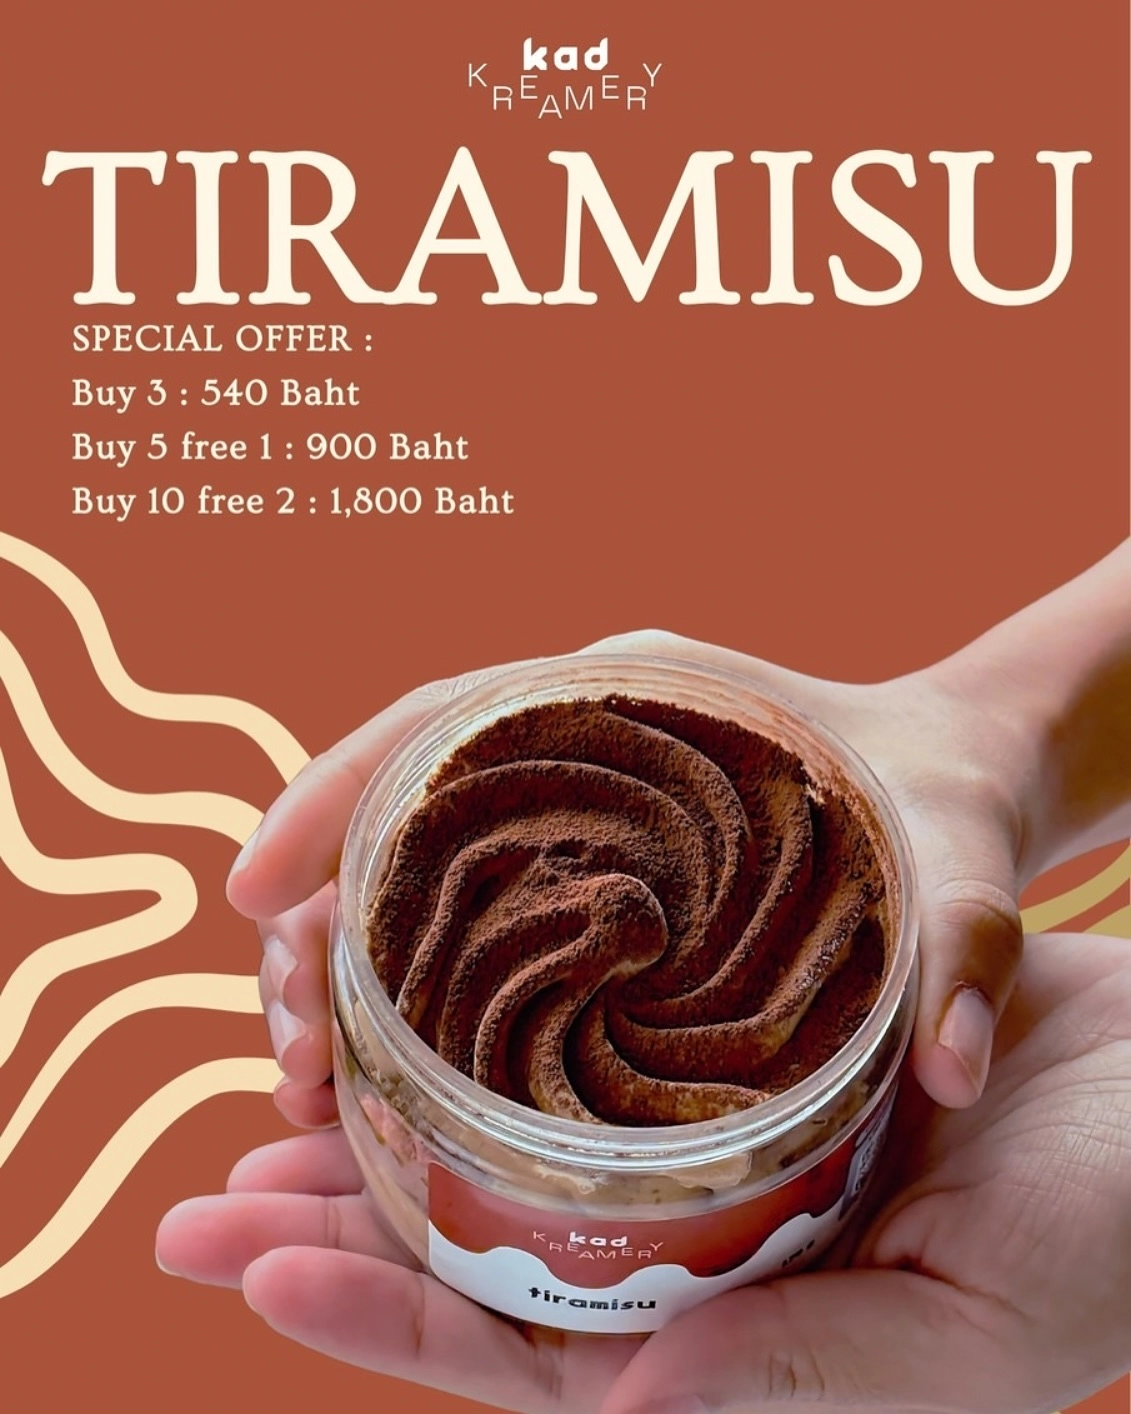 kad
KREAMERY
TIRAMISU
SPECIAL OFFER :
Buy 3 : 540 Baht
Buy 5 free 1 : 900 Baht
Buy 10 free 2 : 1,800 Baht
kad
KREAMERY
tiramisu